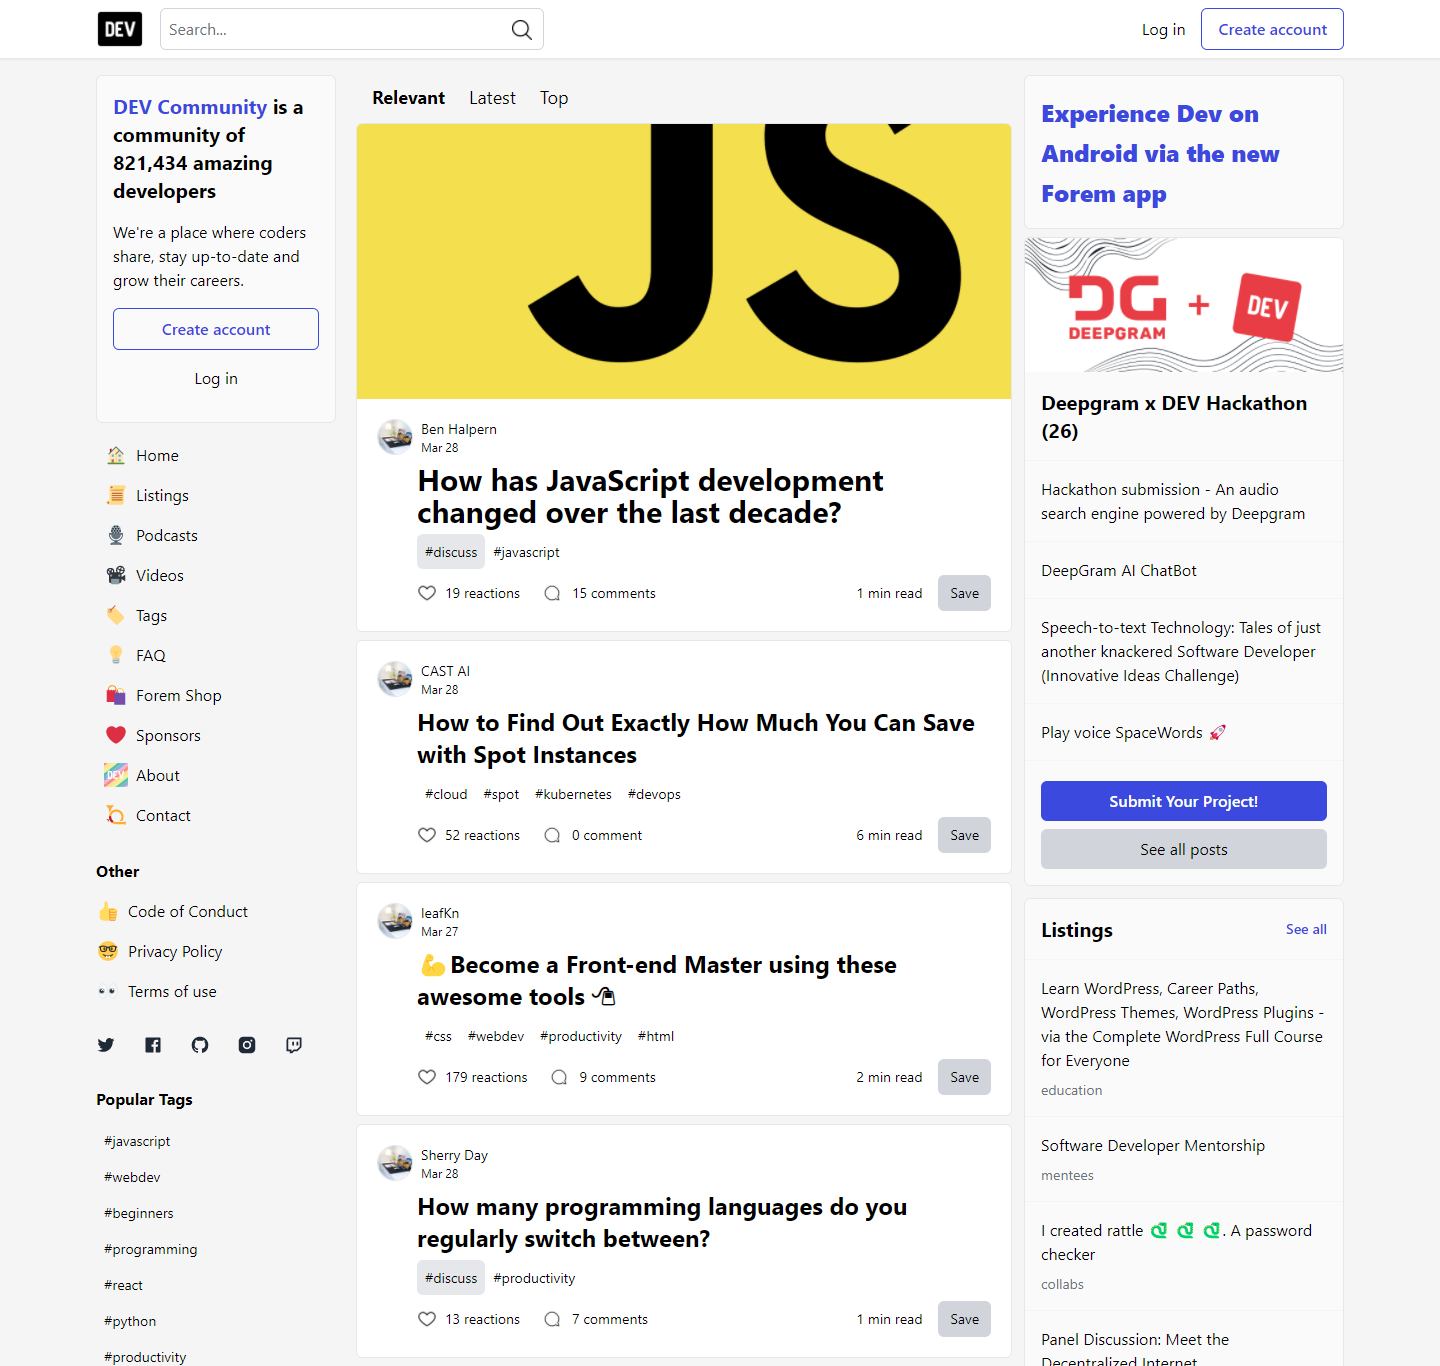 DEV
Search...
Log in
Create account
DEV Community is a
community of
821,434 amazing
developers
We're a place where coders
share, stay up-to-date and
grow their careers.
Create account
Log in
Home
Listings
Podcasts
Videos
Tags
FAQ
Forem Shop
Sponsors
DEV
About
Contact
Other
Code of Conduct
Privacy Policy
Terms of use
Popular Tags
#javascript
#webdev
#beginners
#programming
#react
#python
#productivity
Relevant
Latest
Top
JS
Ben Halpern
Mar 28
How has JavaScript development
changed over the last decade?
#discuss #javascript
19 reactions
15 comments
1 min read
Save
CAST AI
Mar 28
How to Find Out Exactly How Much You Can Save
with Spot Instances
#cloud #spot #kubernetes #devops
52 reactions
0 comment
6 min read
Save
leafKn
Mar 27
💪Become a Front-end Master using these
awesome tools 🖱
#css #webdev #productivity #html
179 reactions
9 comments
2 min read
Save
Sherry Day
Mar 28
How many programming languages do you
regularly switch between?
#discuss #productivity
13 reactions
7 comments
1 min read
Save
Experience Dev on
Android via the new
Forem app
DG + DEV
DEEPGRAM
Deepgram x DEV Hackathon
(26)
Hackathon submission - An audio
search engine powered by Deepgram
DeepGram AI ChatBot
Speech-to-text Technology: Tales of just
another knackered Software Developer
(Innovative Ideas Challenge)
Play voice SpaceWords 🚀
Submit Your Project!
See all posts
Listings
See all
Learn WordPress, Career Paths,
WordPress Themes, WordPress Plugins -
via the Complete WordPress Full Course
for Everyone
education
Software Developer Mentorship
mentees
I created rattle 🐍 🐍 🐍. A password
checker
collabs
Panel Discussion: Meet the
Decentralized Internet